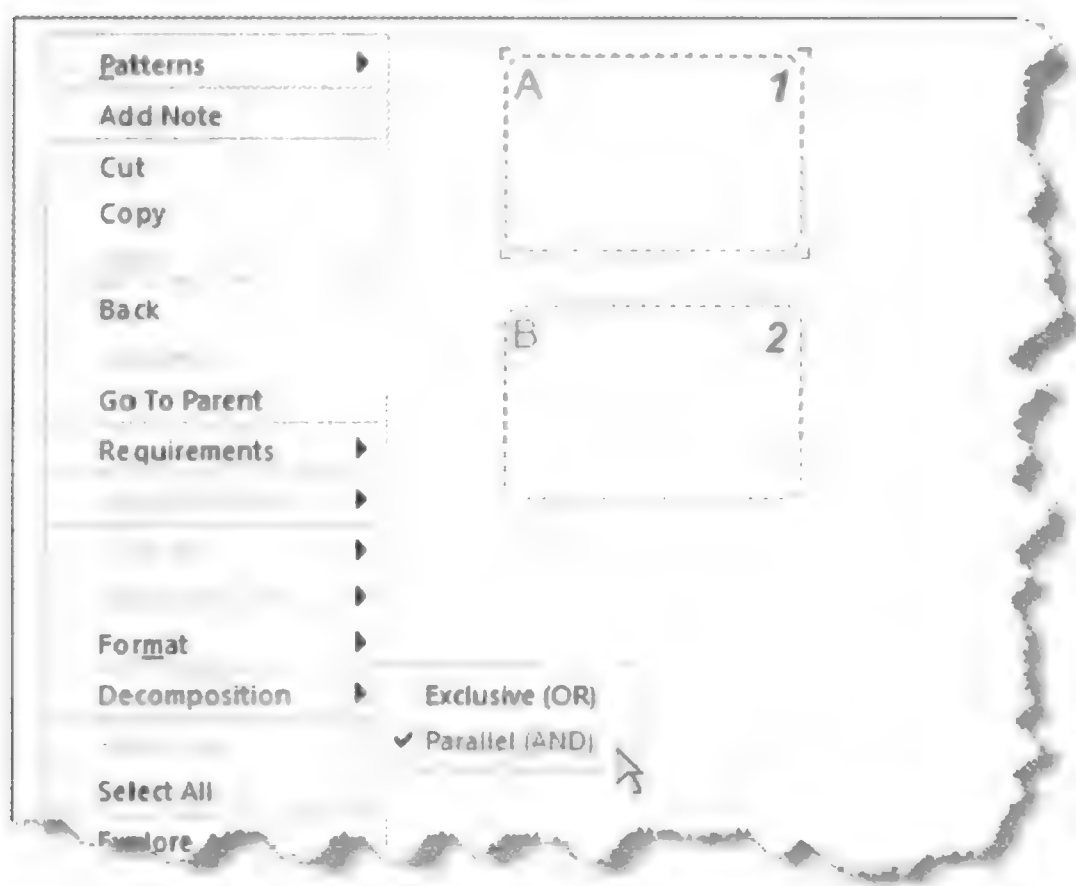 Patterns
Add Note
Cut
Copy
Back
Go To Parent
Requirements
Format
Decomposition
Select All
Explore
Exclusive (OR)
Parallel (AND)
A 1
B 2